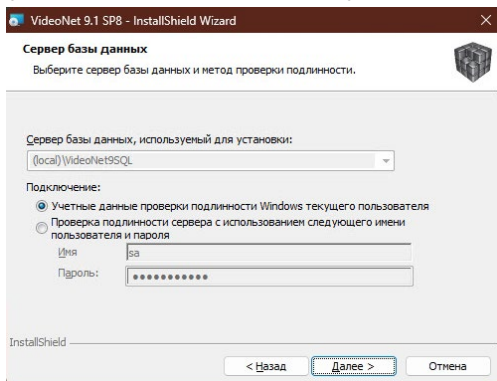 VideoNet 9.1 SP8 - InstallShield Wizard
Сервер базы данных
Выберите сервер базы данных и метод проверки подлинности.
Сервер базы данных, используемый для установки:
(local)\VideoNet9SQL
Подключение:
Учетные данные проверки подлинности Windows текущего пользователя
Проверка подлинности сервера с использованием следующего имени
пользователя и пароля
Имя sa
Пароль: •••••••••••
InstallShield
< Назад Далее > Отмена